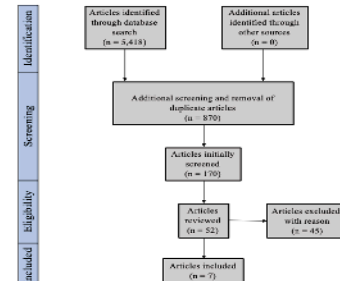 Identification
Articles identified
through database
search
(n = 5,418)
Additional articles
identified through
other sources
(n = 0)
Screening
Additional screening and removal of
duplicate articles
(n = 870)
Articles initially
screened
(n = 170)
Eligibility
Articles
reviewed
(n = 52)
Articles excluded
with reason
(n = 45)
ncluded
Articles included
(n = 7)